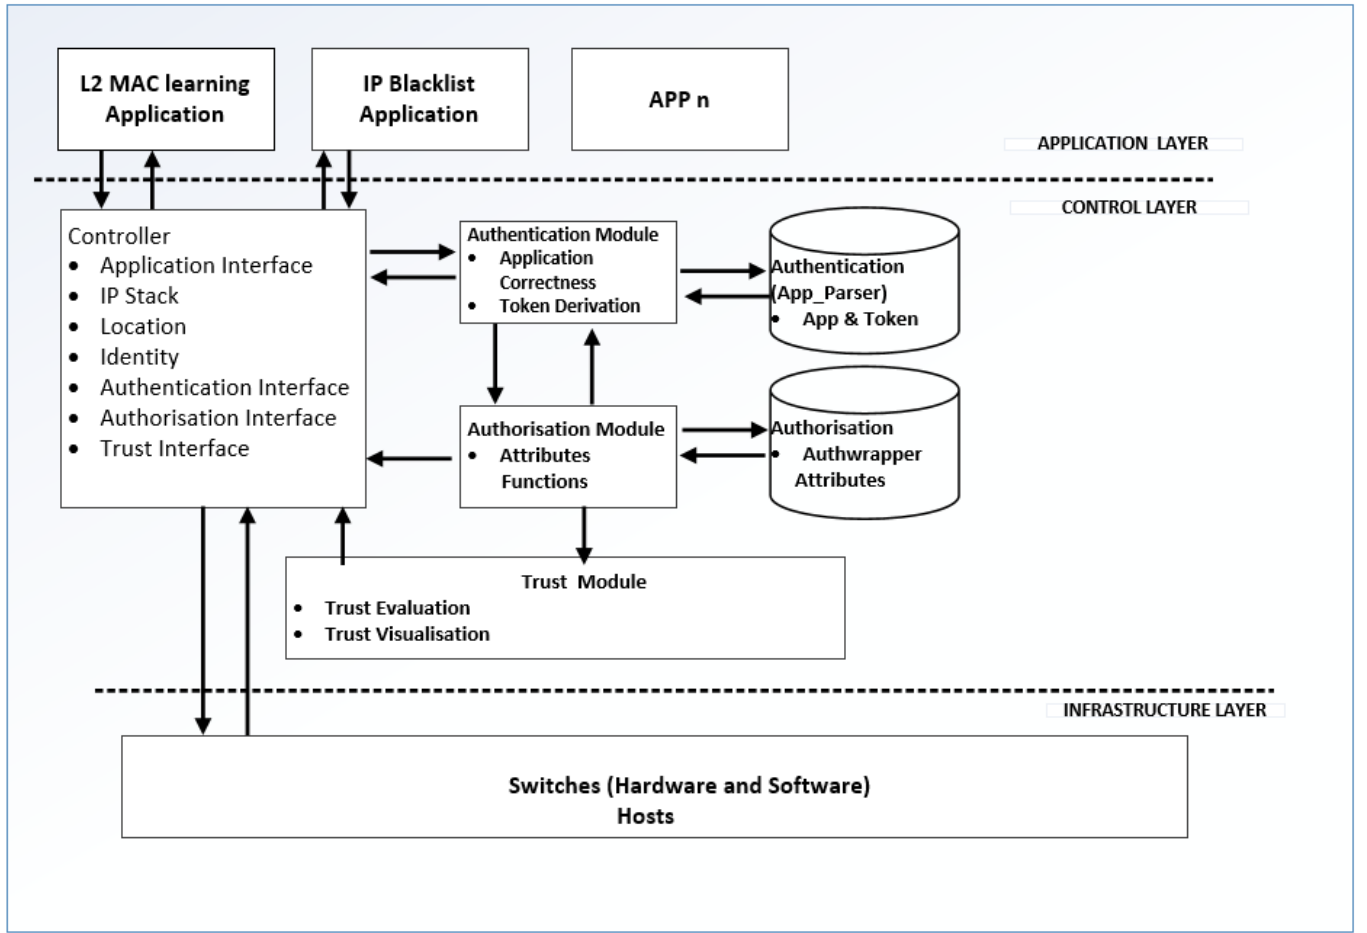 L2 MAC learning
Application
IP Blacklist
Application
APP n
APPLICATION LAYER
CONTROL LAYER
Controller
• Application Interface
• IP Stack
• Location
• Identity
• Authentication Interface
• Authorisation Interface
• Trust Interface
Authentication Module
• Application
Correctness
• Token Derivation
Authentication
(App_Parser)
• App & Token
Authorisation Module
• Attributes
Functions
Authorisation
• Authwrapper
Attributes
Trust Module
• Trust Evaluation
• Trust Visualisation
INFRASTRUCTURE LAYER
Switches (Hardware and Software)
Hosts